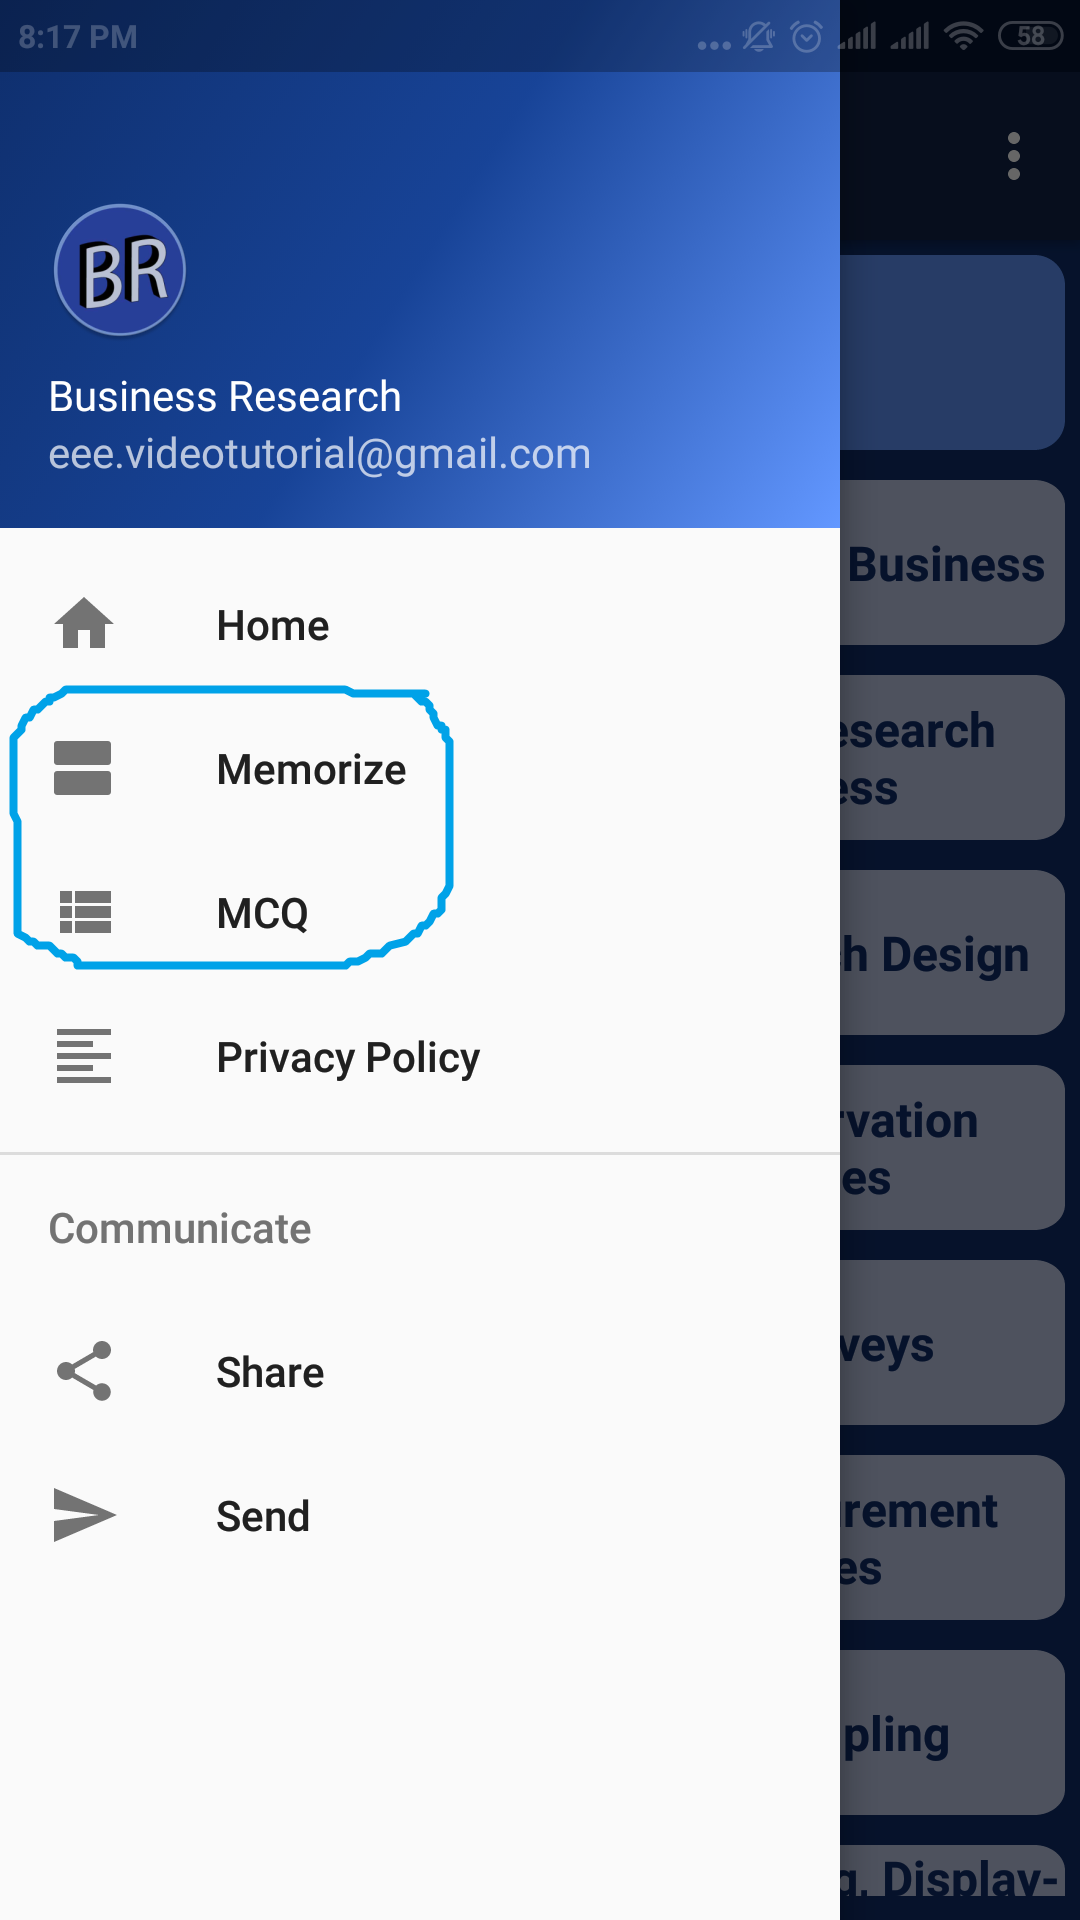 8:17 PM
58
BR
Business Research
eee.videotutorial@gmail.com
Home
Memorize
MCQ
Privacy Policy
Communicate
Share
Send
Business
esearch
ess
h Design
rvation
es
veys
rement
es
pling
g, Display-